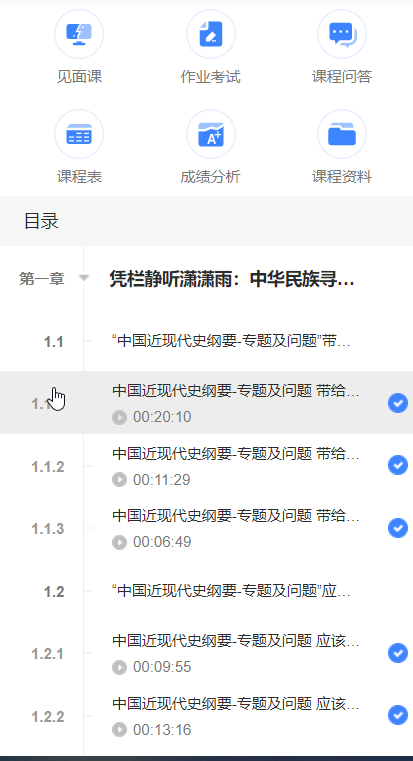 见面课 作业考试 课程问答
课程表 成绩分析 课程资料
目录
第一章 凭栏静听潇潇雨：中华民族寻…
1.1 “中国近现代史纲要-专题及问题”带…
中国近现代史纲要-专题及问题 带给…
1.1 00:20:10
中国近现代史纲要-专题及问题 带给…
1.1.2 00:11:29
中国近现代史纲要-专题及问题 带给…
1.1.3 00:06:49
1.2 “中国近现代史纲要-专题及问题”应…
中国近现代史纲要-专题及问题 应该…
1.2.1 00:09:55
中国近现代史纲要-专题及问题 应该…
1.2.2 00:13:16